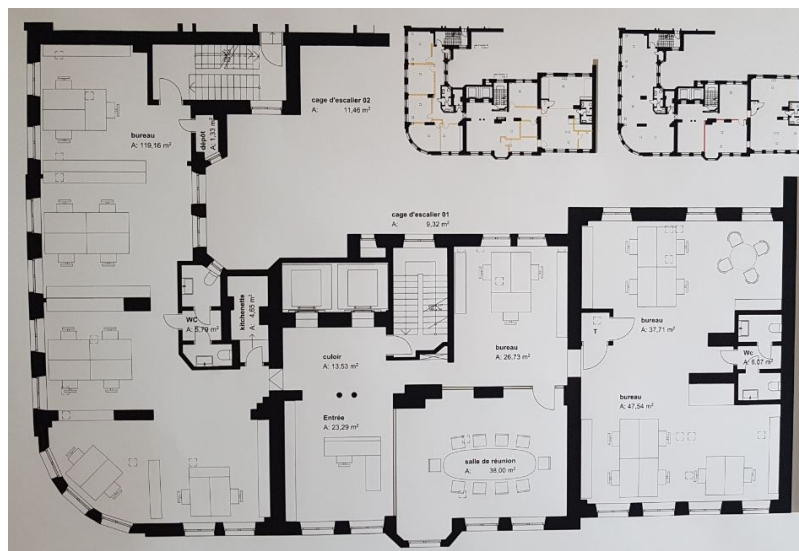 cage d'escalier 02
A: 11,46 m²
bureau
A: 119,16 m²
dépôt
A: 1,33 m²
cage d'escalier 01
A: 9,32 m²
WC
A: 5,79 m²
kitchenette
A: 4,65 m²
culoir
A: 13,53 m²
bureau
A: 26,73 m²
bureau
A: 37,71 m²
T
Wc
A: 6,07 m²
Entrée
A: 23,29 m²
bureau
A: 47,54 m²
salle de réunion
A: 38,00 m²